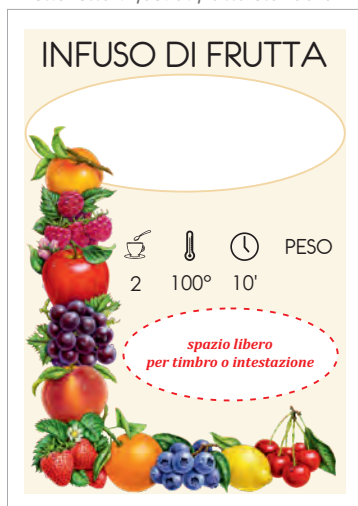 INFUSO DI FRUTTA
PESO
2 100° 10'
spazio libero
per timbro o intestazione